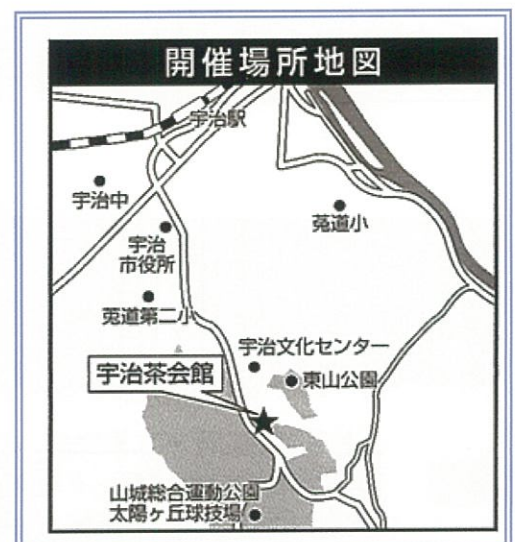 開催場所地図
宇治駅
宇治中
菟道小
宇治
市役所
菟道第二小
宇治文化センター
宇治茶会館
東山公園
山城総合運動公園
太陽ヶ丘球技場